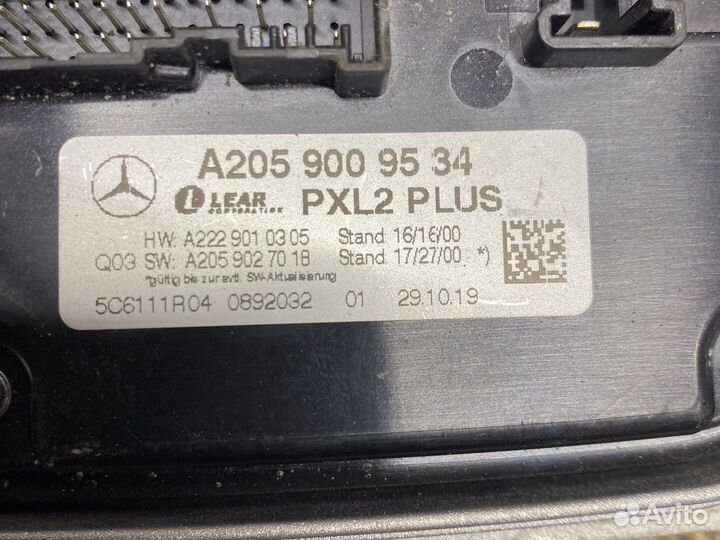 A205 900 95 34
LEAR CORPORATION PXL2 PLUS
HW: A222 901 03 05 Stand 16/16/00
Q03 SW: A205 902 70 18 Stand 17/27/00 *)
*gültig bis zur evtl. SW-Aktualisierung
5C6111R04 0892032 01 29.10.19
Avito